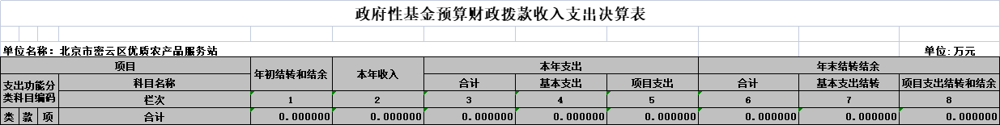 政府性基金预算财政拨款收入支出决算表
单位名称：北京市密云区优质农产品服务站 单位:万元
项目 年初结转和结余 本年收入 本年支出 年末结转结余
支出功能分类科目编码 科目名称 合计 基本支出 项目支出 合计 基本支出结转 项目支出结转和结余
栏次 1 2 3 4 5 6 7 8
类 款 项 合计 0.000000 0.000000 0.000000 0.000000 0.000000 0.000000 0.000000 0.000000